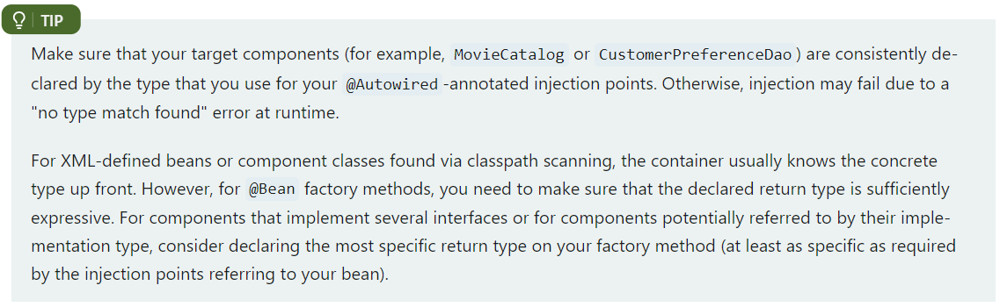 TIP
Make sure that your target components (for example, MovieCatalog or CustomerPreferenceDao) are consistently de-
clared by the type that you use for your @Autowired-annotated injection points. Otherwise, injection may fail due to a
"no type match found" error at runtime.
For XML-defined beans or component classes found via classpath scanning, the container usually knows the concrete
type up front. However, for @Bean factory methods, you need to make sure that the declared return type is sufficiently
expressive. For components that implement several interfaces or for components potentially referred to by their imple-
mentation type, consider declaring the most specific return type on your factory method (at least as specific as required
by the injection points referring to your bean).